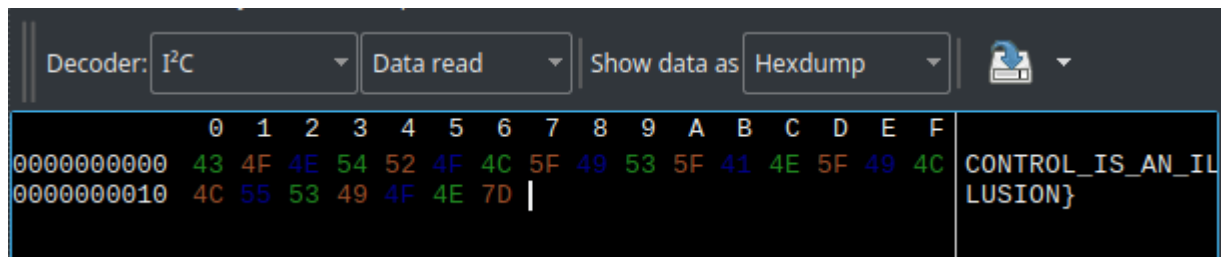 Decoder: I²C Data read Show data as Hexdump
0 1 2 3 4 5 6 7 8 9 A B C D E F
0000000000 43 4F 4E 54 52 4F 4C 5F 49 53 5F 41 4E 5F 49 4C CONTROL_IS_AN_IL
0000000010 4C 55 53 49 4F 4E 7D LUSION}